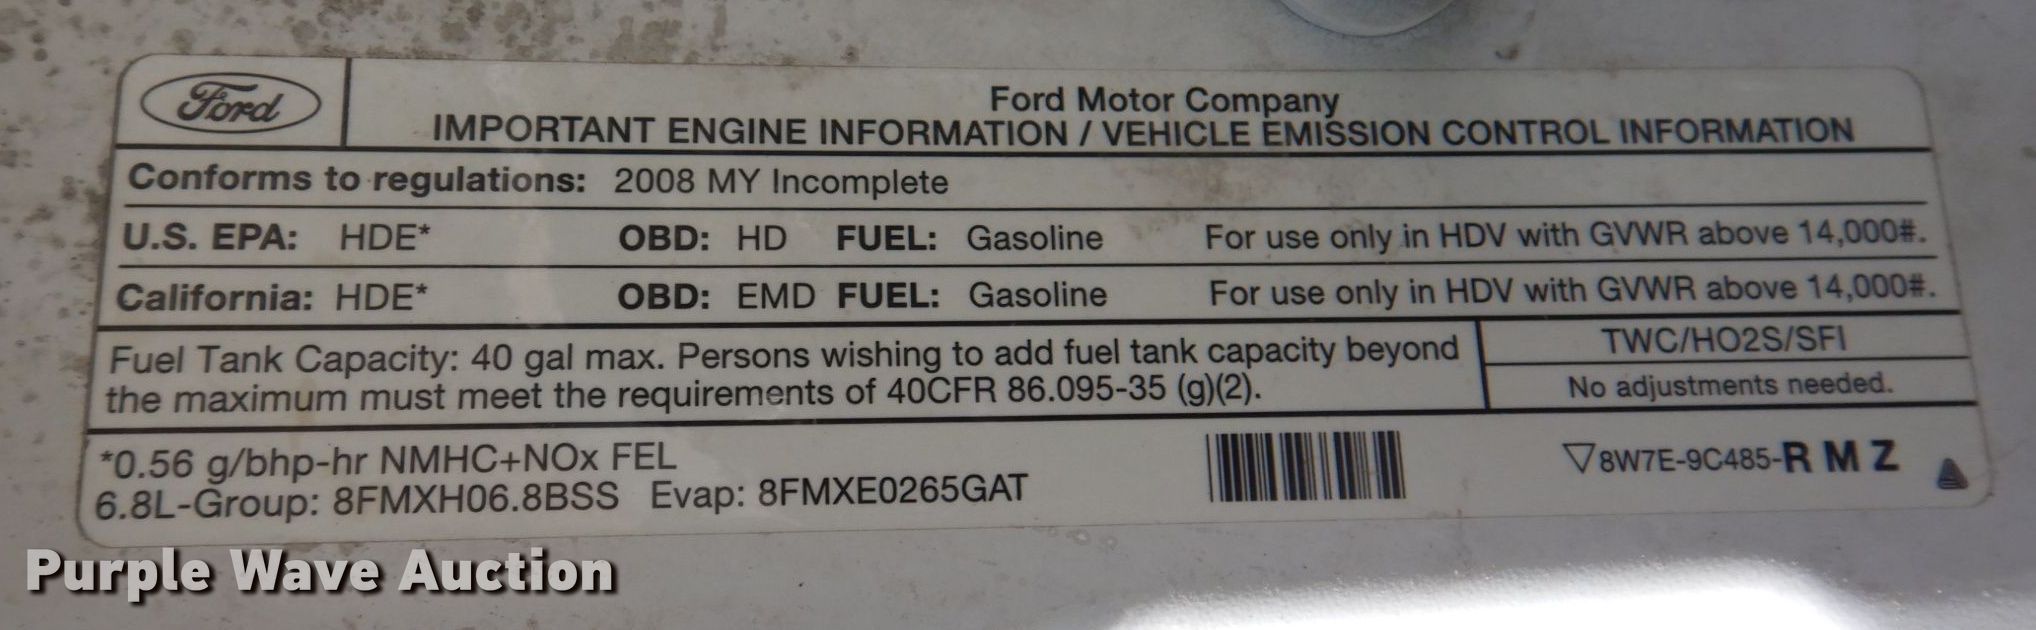 Ford
Ford Motor Company
IMPORTANT ENGINE INFORMATION / VEHICLE EMISSION CONTROL INFORMATION
Conforms to regulations: 2008 MY Incomplete
U.S. EPA: HDE* OBD: HD FUEL: Gasoline For use only in HDV with GVWR above 14,000#.
California: HDE* OBD: EMD FUEL: Gasoline For use only in HDV with GVWR above 14,000#.
Fuel Tank Capacity: 40 gal max. Persons wishing to add fuel tank capacity beyond
the maximum must meet the requirements of 40CFR 86.095-35 (g)(2).
TWC/HO2S/SFI
No adjustments needed.
*0.56 g/bhp-hr NMHC+NOx FEL
6.8L-Group: 8FMXH06.8BSS Evap: 8FMXE0265GAT
▽8W7E-9C485-R M Z
Purple Wave Auction